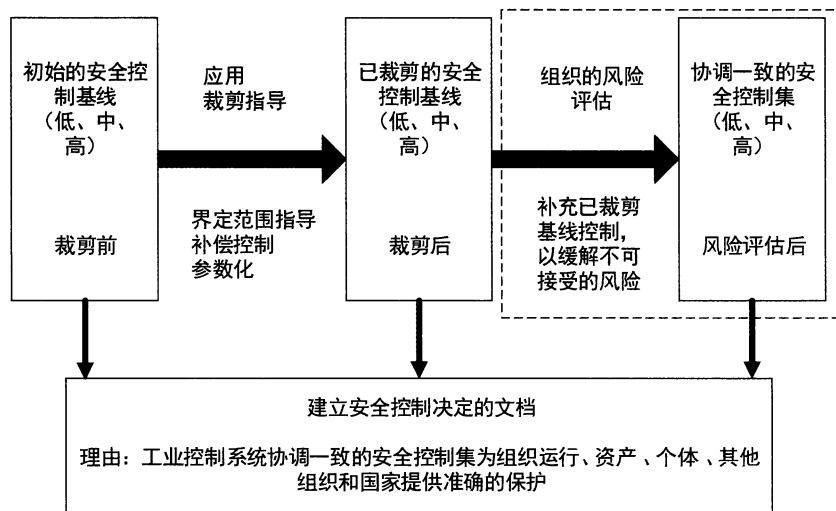 初始的安全控
制基线
（低、中、
高）
裁剪前
应用
裁剪指导
界定范围指导
补偿控制
参数化
已裁剪的安全
控制基线
（低、中、
高）
裁剪后
组织的风险
评估
补充已裁剪
基线控制，
以缓解不可
接受的风险
协调一致的安
全控制集
（低、中、
高）
风险评估后
建立安全控制决定的文档
理由：工业控制系统协调一致的安全控制集为组织运行、资产、个体、其他
组织和国家提供准确的保护